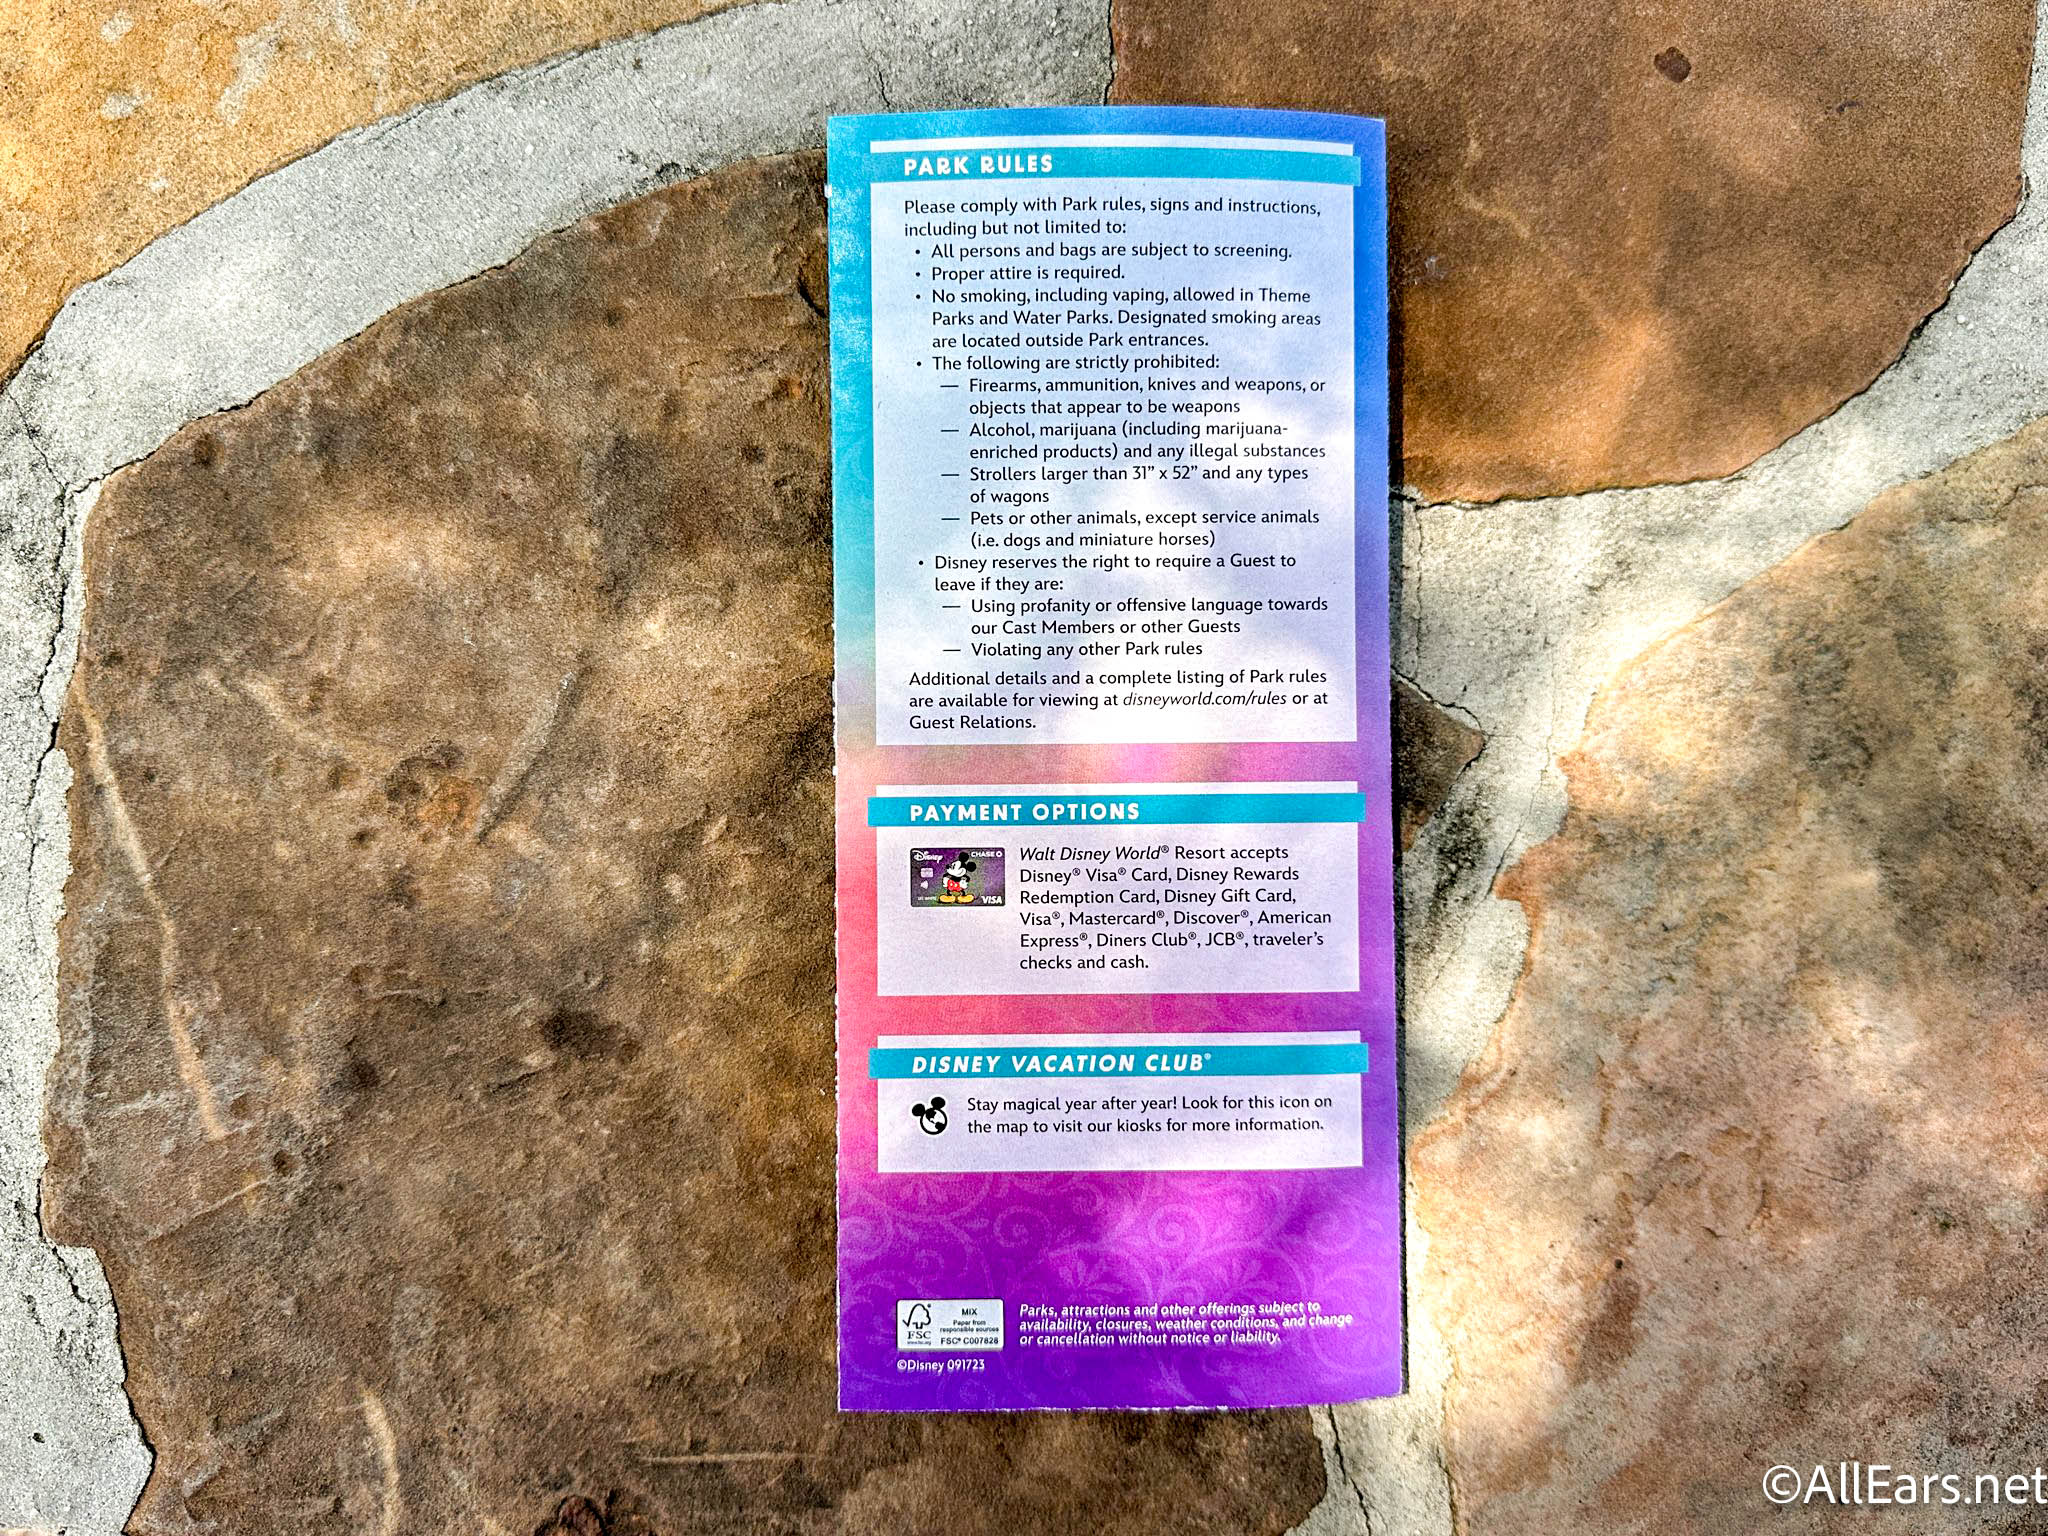 PARK RULES
Please comply with Park rules, signs and instructions,
including but not limited to:
• All persons and bags are subject to screening.
• Proper attire is required.
• No smoking, including vaping, allowed in Theme
Parks and Water Parks. Designated smoking areas
are located outside Park entrances.
• The following are strictly prohibited:
— Firearms, ammunition, knives and weapons, or
objects that appear to be weapons
— Alcohol, marijuana (including marijuana-
enriched products) and any illegal substances
— Strollers larger than 31” x 52” and any types
of wagons
— Pets or other animals, except service animals
(i.e. dogs and miniature horses)
• Disney reserves the right to require a Guest to
leave if they are:
— Using profanity or offensive language towards
our Cast Members or other Guests
— Violating any other Park rules
Additional details and a complete listing of Park rules
are available for viewing at disneyworld.com/rules or at
Guest Relations.
PAYMENT OPTIONS
Disney CHASE
VISA
Walt Disney World® Resort accepts
Disney® Visa® Card, Disney Rewards
Redemption Card, Disney Gift Card,
Visa®, Mastercard®, Discover®, American
Express®, Diners Club®, JCB®, traveler’s
checks and cash.
DISNEY VACATION CLUB®
Stay magical year after year! Look for this icon on
the map to visit our kiosks for more information.
FSC
www.fsc.org
MIX
Paper from
responsible sources
FSC® C007828
Parks, attractions and other offerings subject to
availability, closures, weather conditions, and change
or cancellation without notice or liability.
©Disney 091723
©AllEars.net